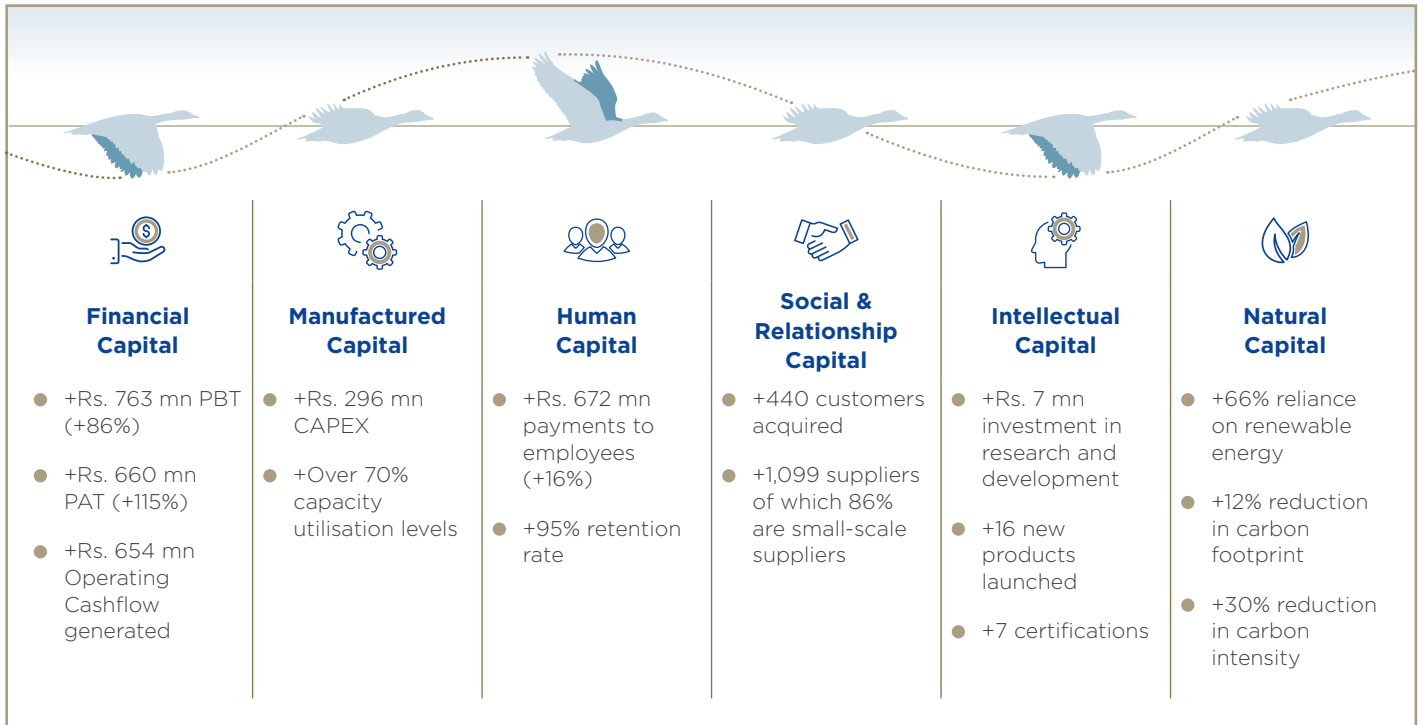 Financial
Capital
+Rs. 763 mn PBT
(+86%)
+Rs. 660 mn
PAT (+115%)
+Rs. 654 mn
Operating
Cashflow
generated
Manufactured
Capital
+Rs. 296 mn
CAPEX
+Over 70%
capacity
utilisation levels
Human
Capital
+Rs. 672 mn
payments to
employees
(+16%)
+95% retention
rate
Social &
Relationship
Capital
+440 customers
acquired
+1,099 suppliers
of which 86%
are small-scale
suppliers
Intellectual
Capital
+Rs. 7 mn
investment in
research and
development
+16 new
products
launched
+7 certifications
Natural
Capital
+66% reliance
on renewable
energy
+12% reduction
in carbon
footprint
+30% reduction
in carbon
intensity